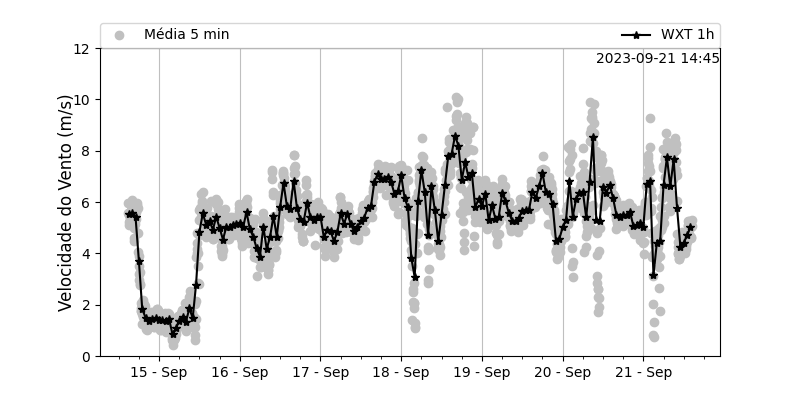 Média 5 min
WXT 1h
2023-09-21 14:45
Velocidade do Vento (m/s)
12
10
8
6
4
2
0
15 - Sep
16 - Sep
17 - Sep
18 - Sep
19 - Sep
20 - Sep
21 - Sep